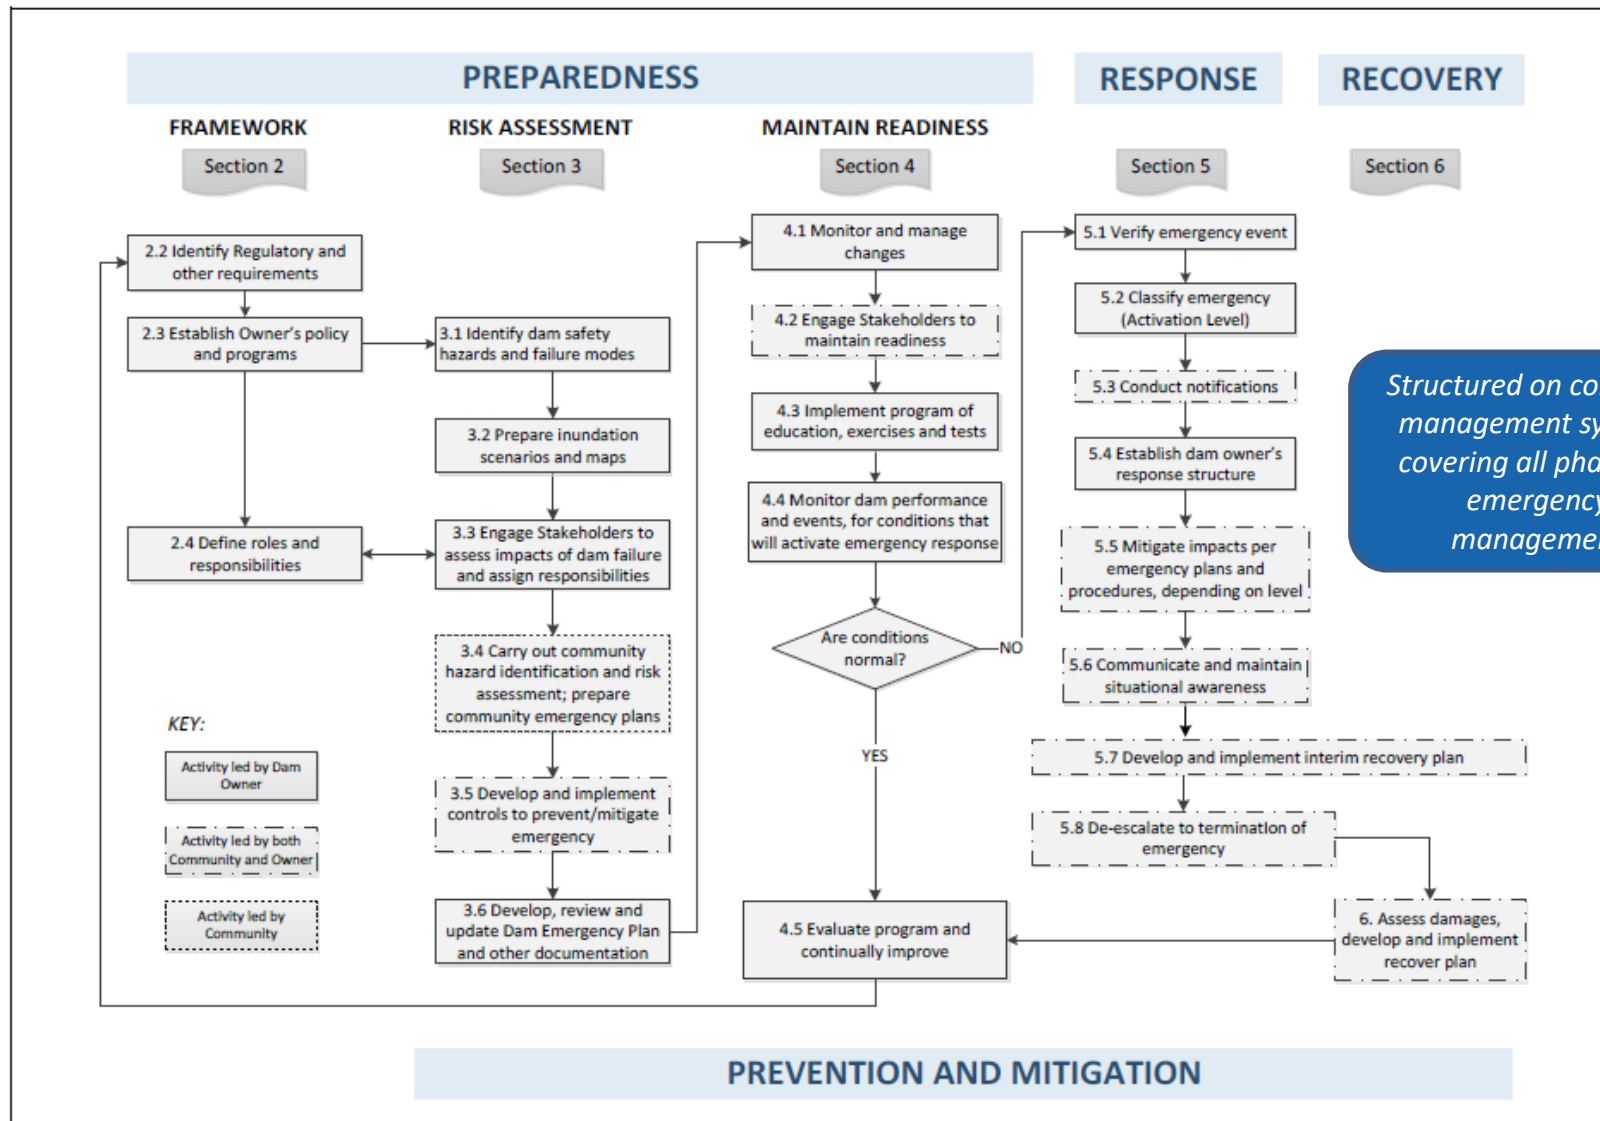 PREPAREDNESS
RESPONSE
RECOVERY
FRAMEWORK
RISK ASSESSMENT
MAINTAIN READINESS
Section 2
Section 3
Section 4
Section 5
Section 6
2.2 Identify Regulatory and
other requirements
2.3 Establish Owner's policy
and programs
2.4 Define roles and
responsibilities
3.1 Identify dam safety
hazards and failure modes
3.2 Prepare inundation
scenarios and maps
3.3 Engage Stakeholders to
assess impacts of dam failure
and assign responsibilities
3.4 Carry out community
hazard identification and risk
assessment; prepare
community emergency plans
3.5 Develop and implement
controls to prevent/mitigate
emergency
3.6 Develop, review and
update Dam Emergency Plan
and other documentation
4.1 Monitor and manage
changes
4.2 Engage Stakeholders to
maintain readiness
4.3 Implement program of
education, exercises and tests
4.4 Monitor dam performance
and events, for conditions that
will activate emergency response
Are conditions
normal?
NO
YES
4.5 Evaluate program and
continually improve
5.1 Verify emergency event
5.2 Classify emergency
(Activation Level)
5.3 Conduct notifications
5.4 Establish dam owner's
response structure
5.5 Mitigate impacts per
emergency plans and
procedures, depending on level
5.6 Communicate and maintain
situational awareness
5.7 Develop and implement interim recovery plan
5.8 De-escalate to termination of
emergency
6. Assess damages,
develop and implement
recover plan
Structured on
management
covering all
emergency
KEY:
Activity led by Dam
Owner
Activity led by both
Community and Owner
Activity led by
Community
PREVENTION AND MITIGATION